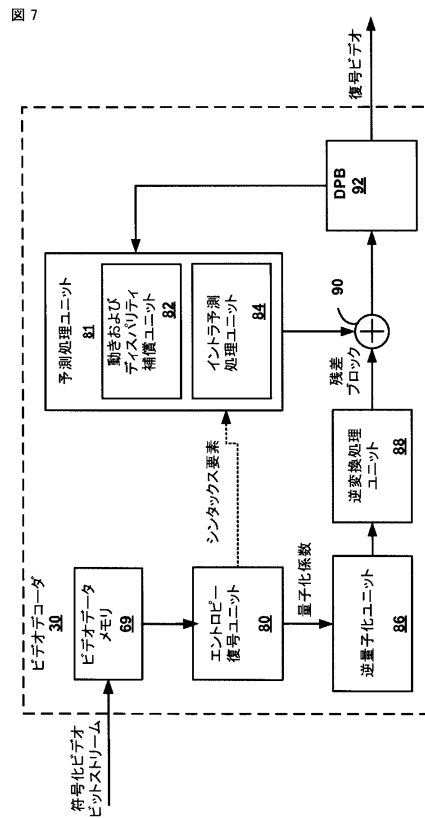 図 7
ビデオデコーダ
30
符号化ビデオ
ビットストリーム
ビデオデータ
メモリ
69
エントロピー
復号ユニット
80
シンタックス要素
量子化係数
予測処理ユニット
81
動きおよび
ディスパリティ
補償ユニット
82
イントラ予測
処理ユニット
84
逆量子化ユニット
86
逆変換処理
ユニット
88
残差
ブロック
90
DPB
92
復号ビデオ